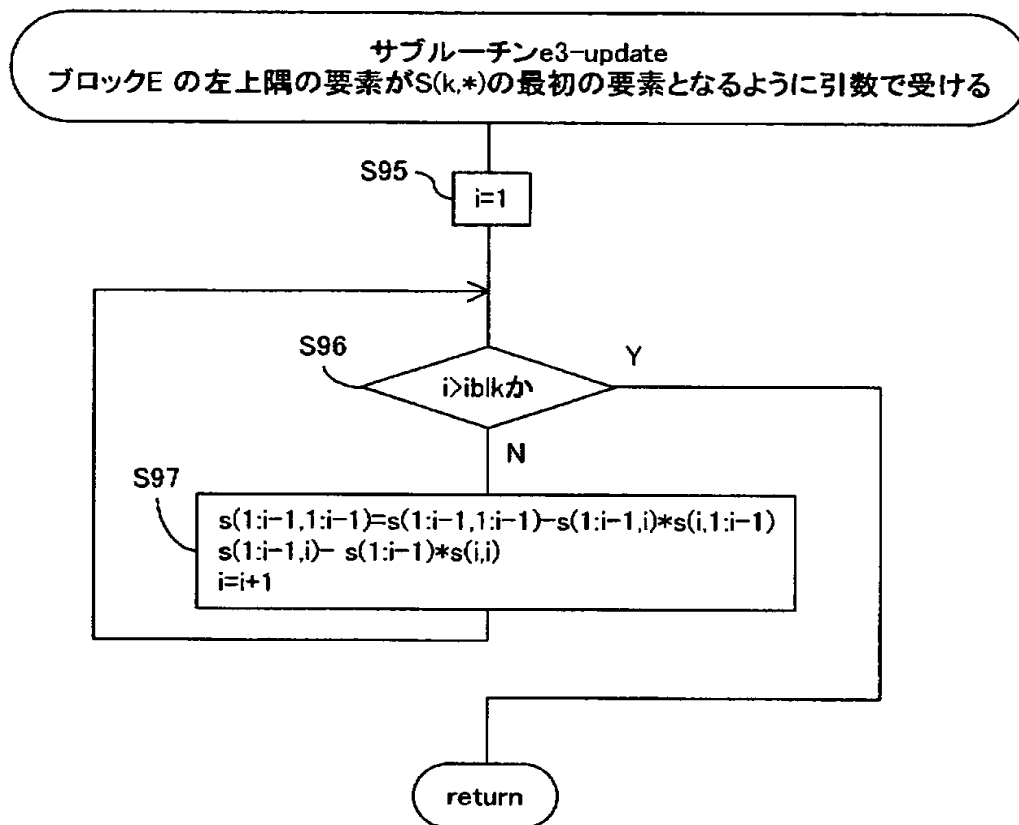 サブルーチンe3-update
ブロックE の左上隅の要素がS(k,*)の最初の要素となるように引数で受ける
S95
i=1
S96
Y
i>iblkか
N
S97
s(1:i-1,1:i-1)=s(1:i-1,1:i-1)-s(1:i-1,i)*s(i,1:i-1)
s(1:i-1,i)- s(1:i-1)*s(i,i)
i=i+1
return